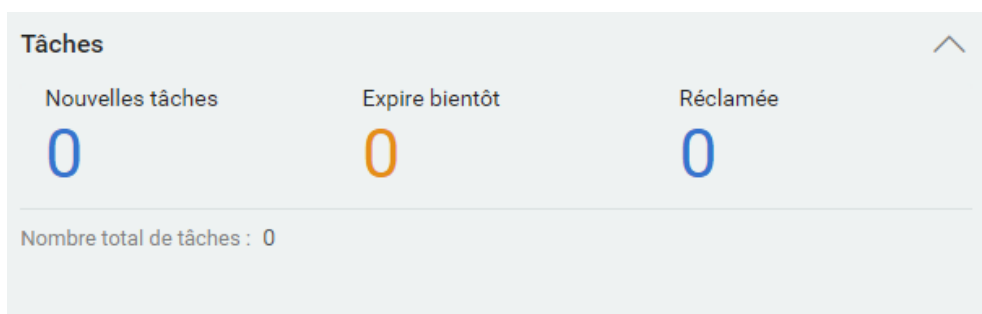 Tâches
Nouvelles tâches Expire bientôt Réclamée
0 0 0
Nombre total de tâches : 0